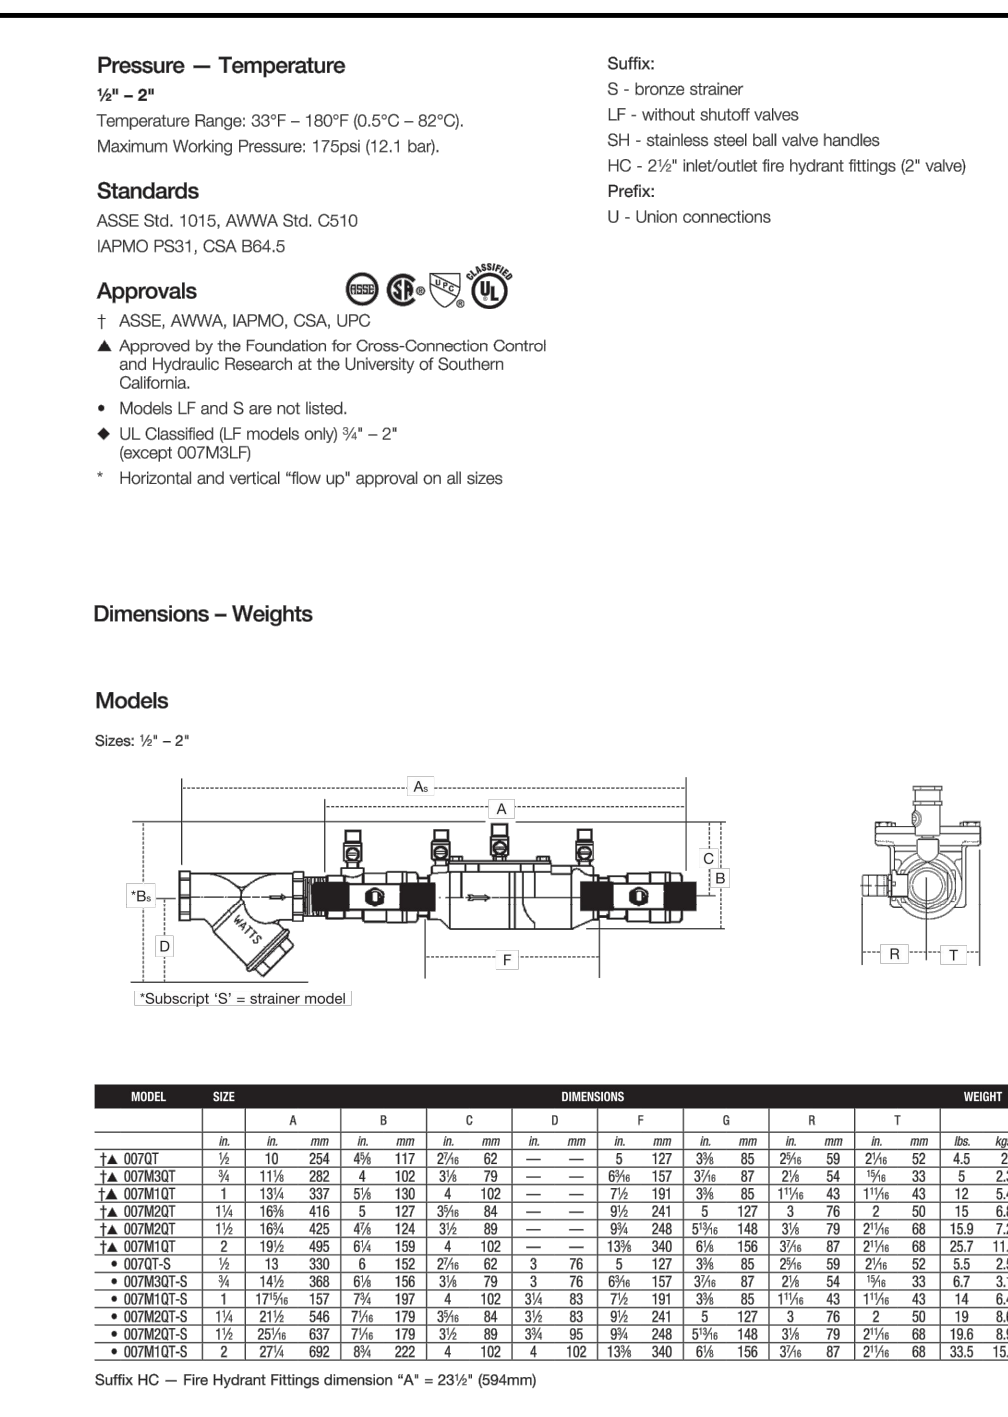 Pressure — Temperature
½" – 2"
Temperature Range: 33°F – 180°F (0.5°C – 82°C).
Maximum Working Pressure: 175psi (12.1 bar).
Standards
ASSE Std. 1015, AWWA Std. C510
IAPMO PS31, CSA B64.5
Approvals
ASSE SA ® UPC ® CLASSIFIED UL ®
† ASSE, AWWA, IAPMO, CSA, UPC
▲ Approved by the Foundation for Cross-Connection Control
and Hydraulic Research at the University of Southern
California.
• Models LF and S are not listed.
◆ UL Classified (LF models only) ¾" – 2"
(except 007M3LF)
* Horizontal and vertical “flow up" approval on all sizes
Suffix:
S - bronze strainer
LF - without shutoff valves
SH - stainless steel ball valve handles
HC - 2½" inlet/outlet fire hydrant fittings (2" valve)
Prefix:
U - Union connections
Dimensions – Weights
Models
Sizes: ½" – 2"
As
A
C
B
*Bs
WATTS
D
F
R T
*Subscript ‘S’ = strainer model
MODEL SIZE DIMENSIONS WEIGHT
A B C D F G R T
in. in. mm in. mm in. mm in. mm in. mm in. mm in. mm in. mm lbs.
†▲ 007QT ½ 10 254 4⅝ 117 2⁷⁄₁₆ 62 — — 5 127 3⅜ 85 2⁵⁄₁₆ 59 2¹⁄₁₆ 52 4.5
†▲ 007M3QT ¾ 11⅛ 282 4 102 3⅛ 79 — — 6³⁄₁₆ 157 3⁷⁄₁₆ 87 2⅛ 54 ¹⁵⁄₁₆ 33 5
†▲ 007M1QT 1 13¼ 337 5⅛ 130 4 102 — — 7½ 191 3⅜ 85 1¹¹⁄₁₆ 43 1¹¹⁄₁₆ 43 12
†▲ 007M2QT 1¼ 16⅜ 416 5 127 3⁵⁄₁₆ 84 — — 9½ 241 5 127 3 76 2 50 15
†▲ 007M2QT 1½ 16¾ 425 4⅞ 124 3½ 89 — — 9¾ 248 5¹³⁄₁₆ 148 3⅛ 79 2¹¹⁄₁₆ 68 15.9
†▲ 007M1QT 2 19½ 495 6¼ 159 4 102 — — 13⅜ 340 6⅛ 156 3⁷⁄₁₆ 87 2¹¹⁄₁₆ 68 25.7
• 007QT-S ½ 13 330 6 152 2⁷⁄₁₆ 62 3 76 5 127 3⅜ 85 2⁵⁄₁₆ 59 2¹⁄₁₆ 52 5.5
• 007M3QT-S ¾ 14½ 368 6⅛ 156 3⅛ 79 3 76 6³⁄₁₆ 157 3⁷⁄₁₆ 87 2⅛ 54 ¹⁵⁄₁₆ 33 6.7
• 007M1QT-S 1 17¹⁵⁄₁₆ 157 7¾ 197 4 102 3¼ 83 7½ 191 3⅜ 85 1¹¹⁄₁₆ 43 1¹¹⁄₁₆ 43 14
• 007M2QT-S 1¼ 21½ 546 7¹⁄₁₆ 179 3⁵⁄₁₆ 84 3½ 83 9½ 241 5 127 3 76 2 50 19
• 007M2QT-S 1½ 25¹⁄₁₆ 637 7¹⁄₁₆ 179 3½ 89 3¾ 95 9¾ 248 5¹³⁄₁₆ 148 3⅛ 79 2¹¹⁄₁₆ 68 19.6
• 007M1QT-S 2 27¼ 692 8¾ 222 4 102 4 102 13⅜ 340 6⅛ 156 3⁷⁄₁₆ 87 2¹¹⁄₁₆ 68 33.5
Suffix HC — Fire Hydrant Fittings dimension “A" = 23½" (594mm)